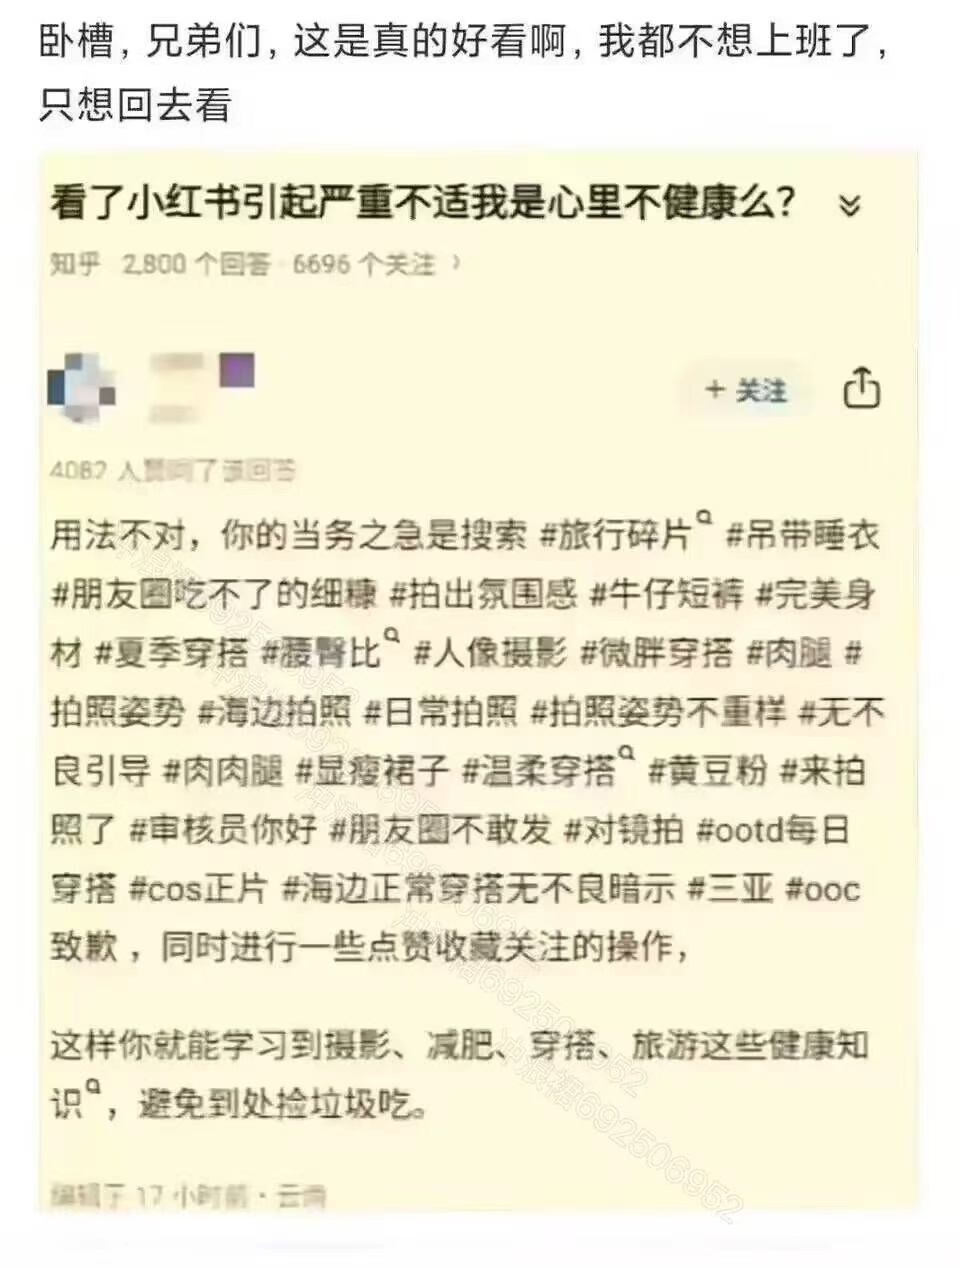 卧槽，兄弟们，这是真的好看啊，我都不想上班了，
只想回去看
看了小红书引起严重不适我是心里不健康么？
知乎 2,800 个回答 · 6696 个关注 〉
+ 关注
4082 人赞同了该回答
用法不对，你的当务之急是搜索 #旅行碎片 #吊带睡衣
#朋友圈吃不了的细糠 #拍出氛围感 #牛仔短裤 #完美身
材 #夏季穿搭 #腰臀比 #人像摄影 #微胖穿搭 #肉腿 #
拍照姿势 #海边拍照 #日常拍照 #拍照姿势不重样 #无不
良引导 #肉肉腿 #显瘦裙子 #温柔穿搭 #黄豆粉 #来拍
照了 #审核员你好 #朋友圈不敢发 #对镜拍 #ootd每日
穿搭 #cos正片 #海边正常穿搭无不良暗示 #三亚 #ooc
致歉，同时进行一些点赞收藏关注的操作，
这样你就能学习到摄影、减肥、穿搭、旅游这些健康知
识，避免到处捡垃圾吃。
编辑于 17 小时前 · 云南